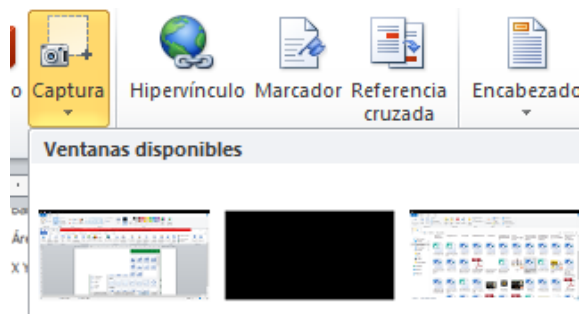 Captura
Hipervínculo
Marcador
Referencia
cruzada
Encabezado
Ventanas disponibles